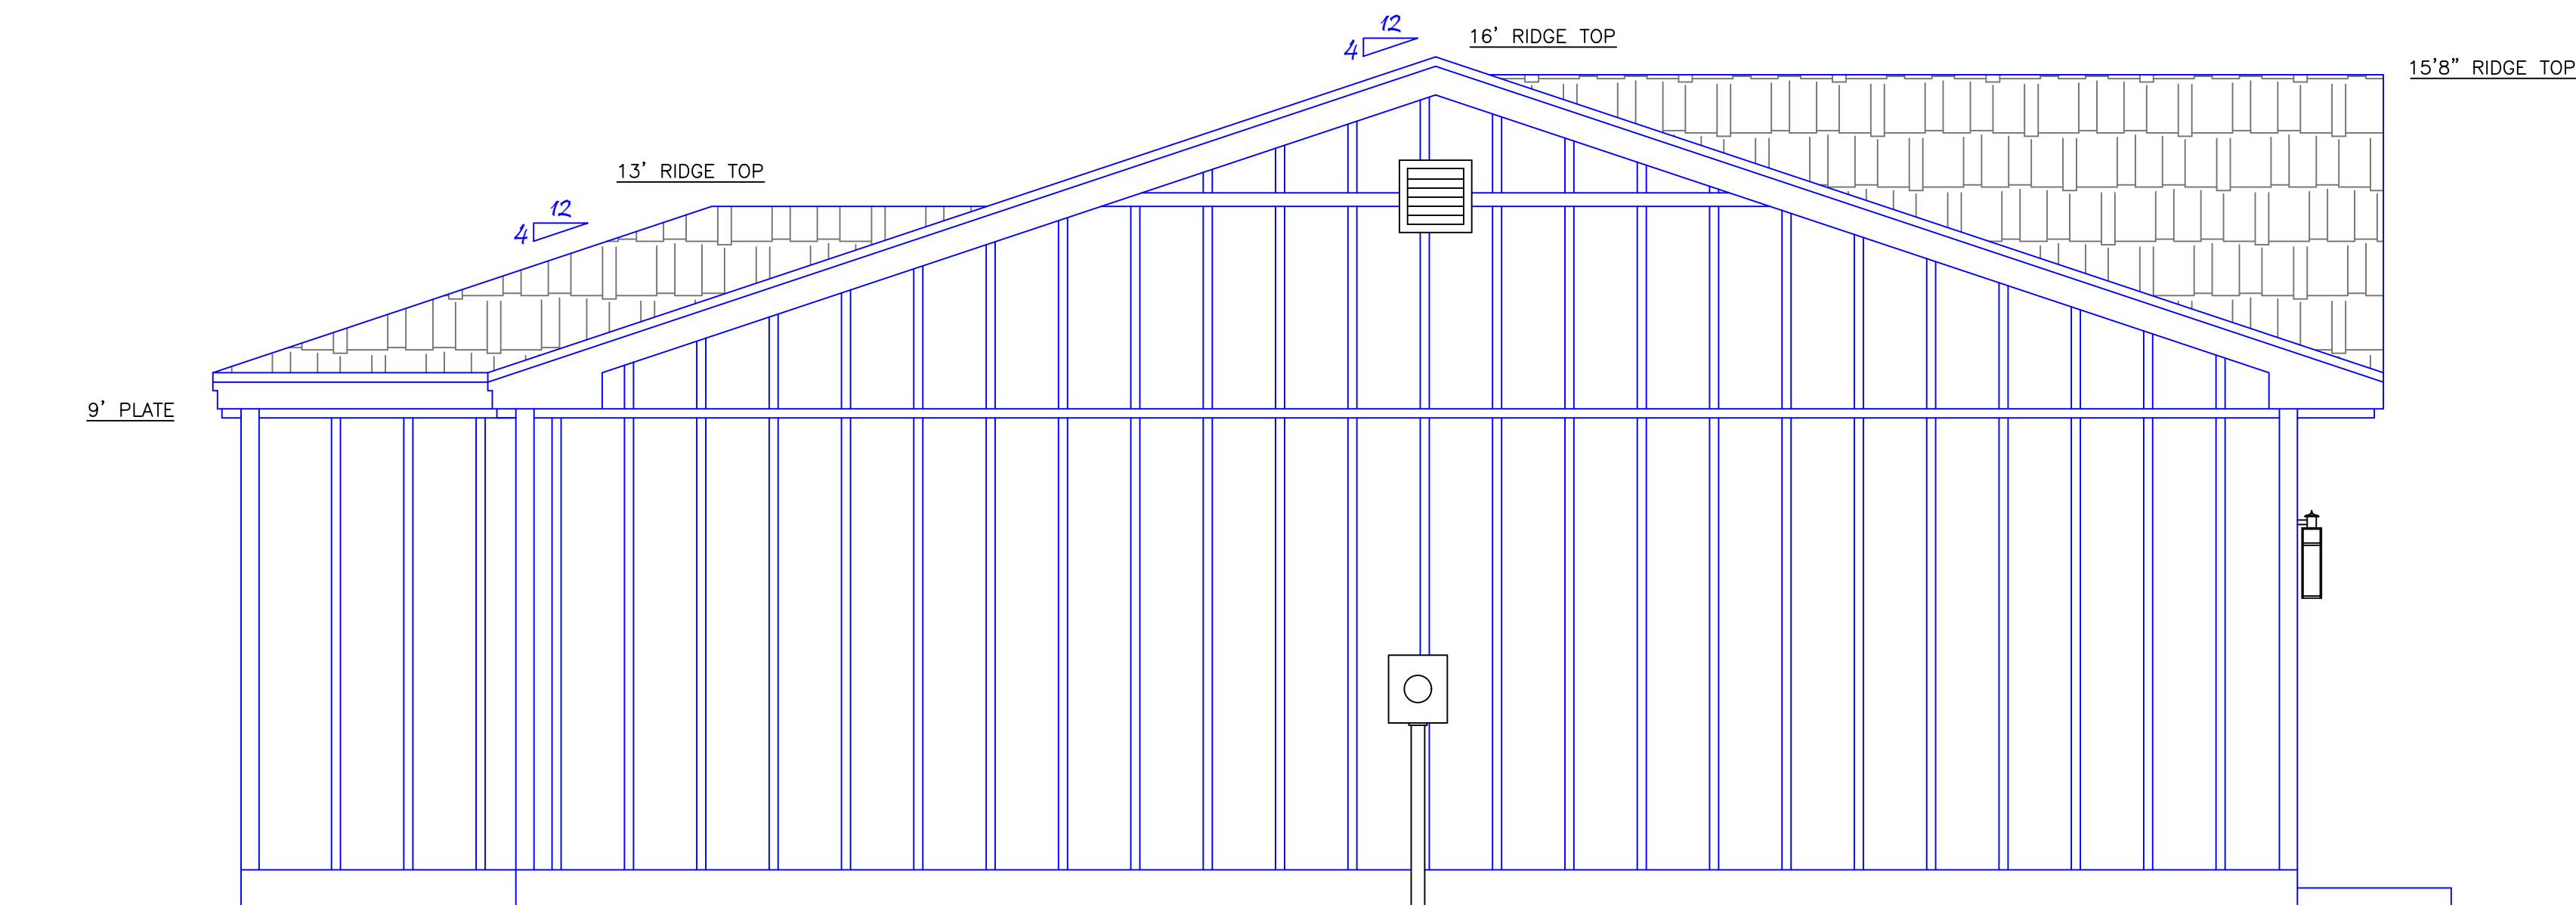 12
4
16' RIDGE TOP
15'8" RIDGE TOP
13' RIDGE TOP
12
4
9' PLATE